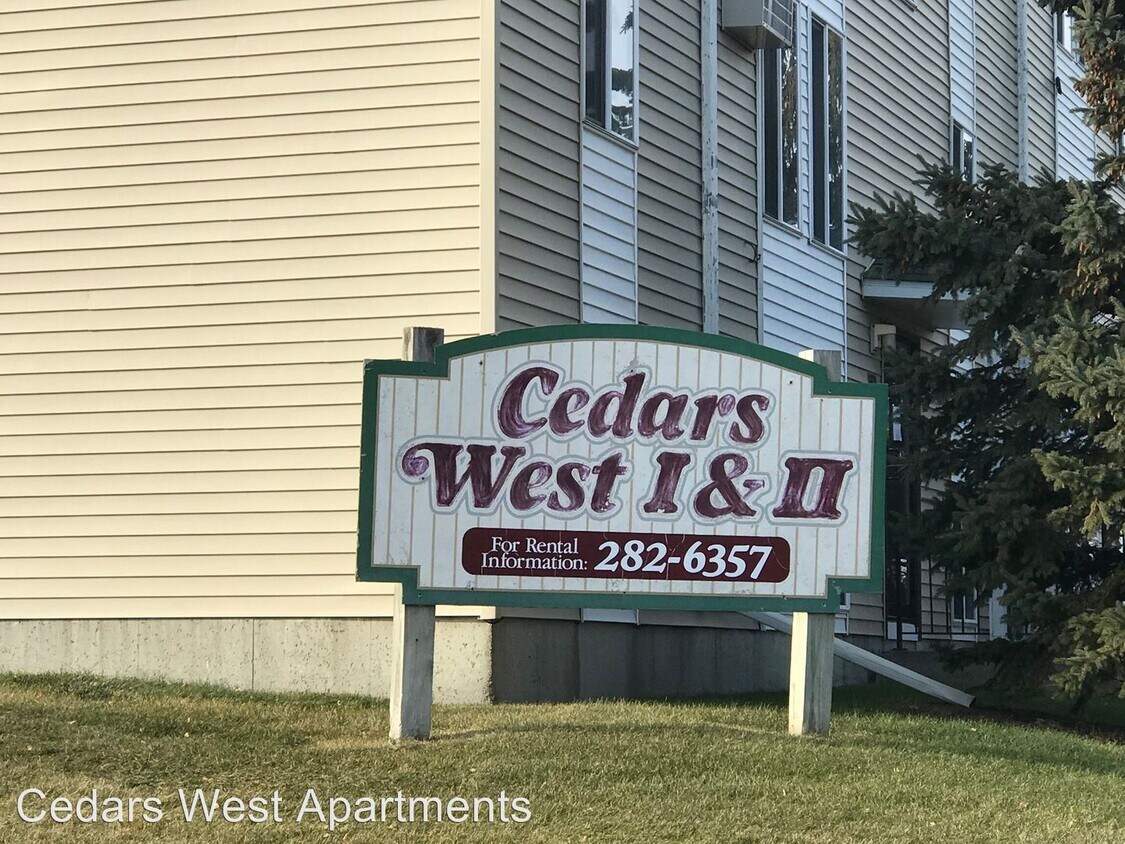 Cedars
West I & II
For Rental
Information: 282-6357
Cedars West Apartments